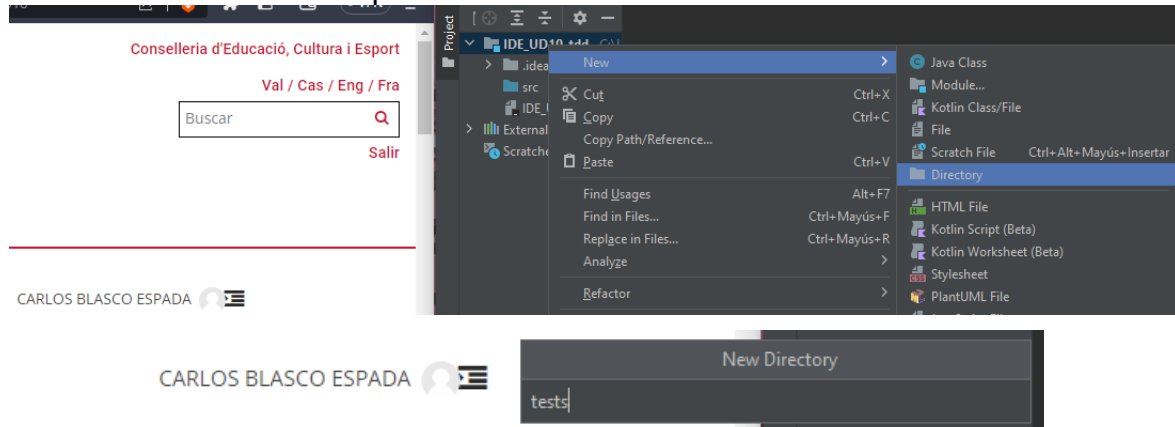 Conselleria d'Educació, Cultura i Esport
Val / Cas / Eng / Fra
Buscar
Salir
CARLOS BLASCO ESPADA
Project
IDE_UD10_tdd
.idea
src
External
New
Cut Ctrl+X
Copy Ctrl+C
Copy Path/Reference...
Paste Ctrl+V
Find Usages Alt+F7
Find in Files... Ctrl+Mayús+F
Replace in Files... Ctrl+Mayús+R
Analyze
Refactor
Java Class
Module...
Kotlin Class/File
File
Scratch File Ctrl+Alt+Mayús+Insertar
Directory
HTML File
Kotlin Script (Beta)
Kotlin Worksheet (Beta)
Stylesheet
PlantUML File
CARLOS BLASCO ESPADA
New Directory
tests